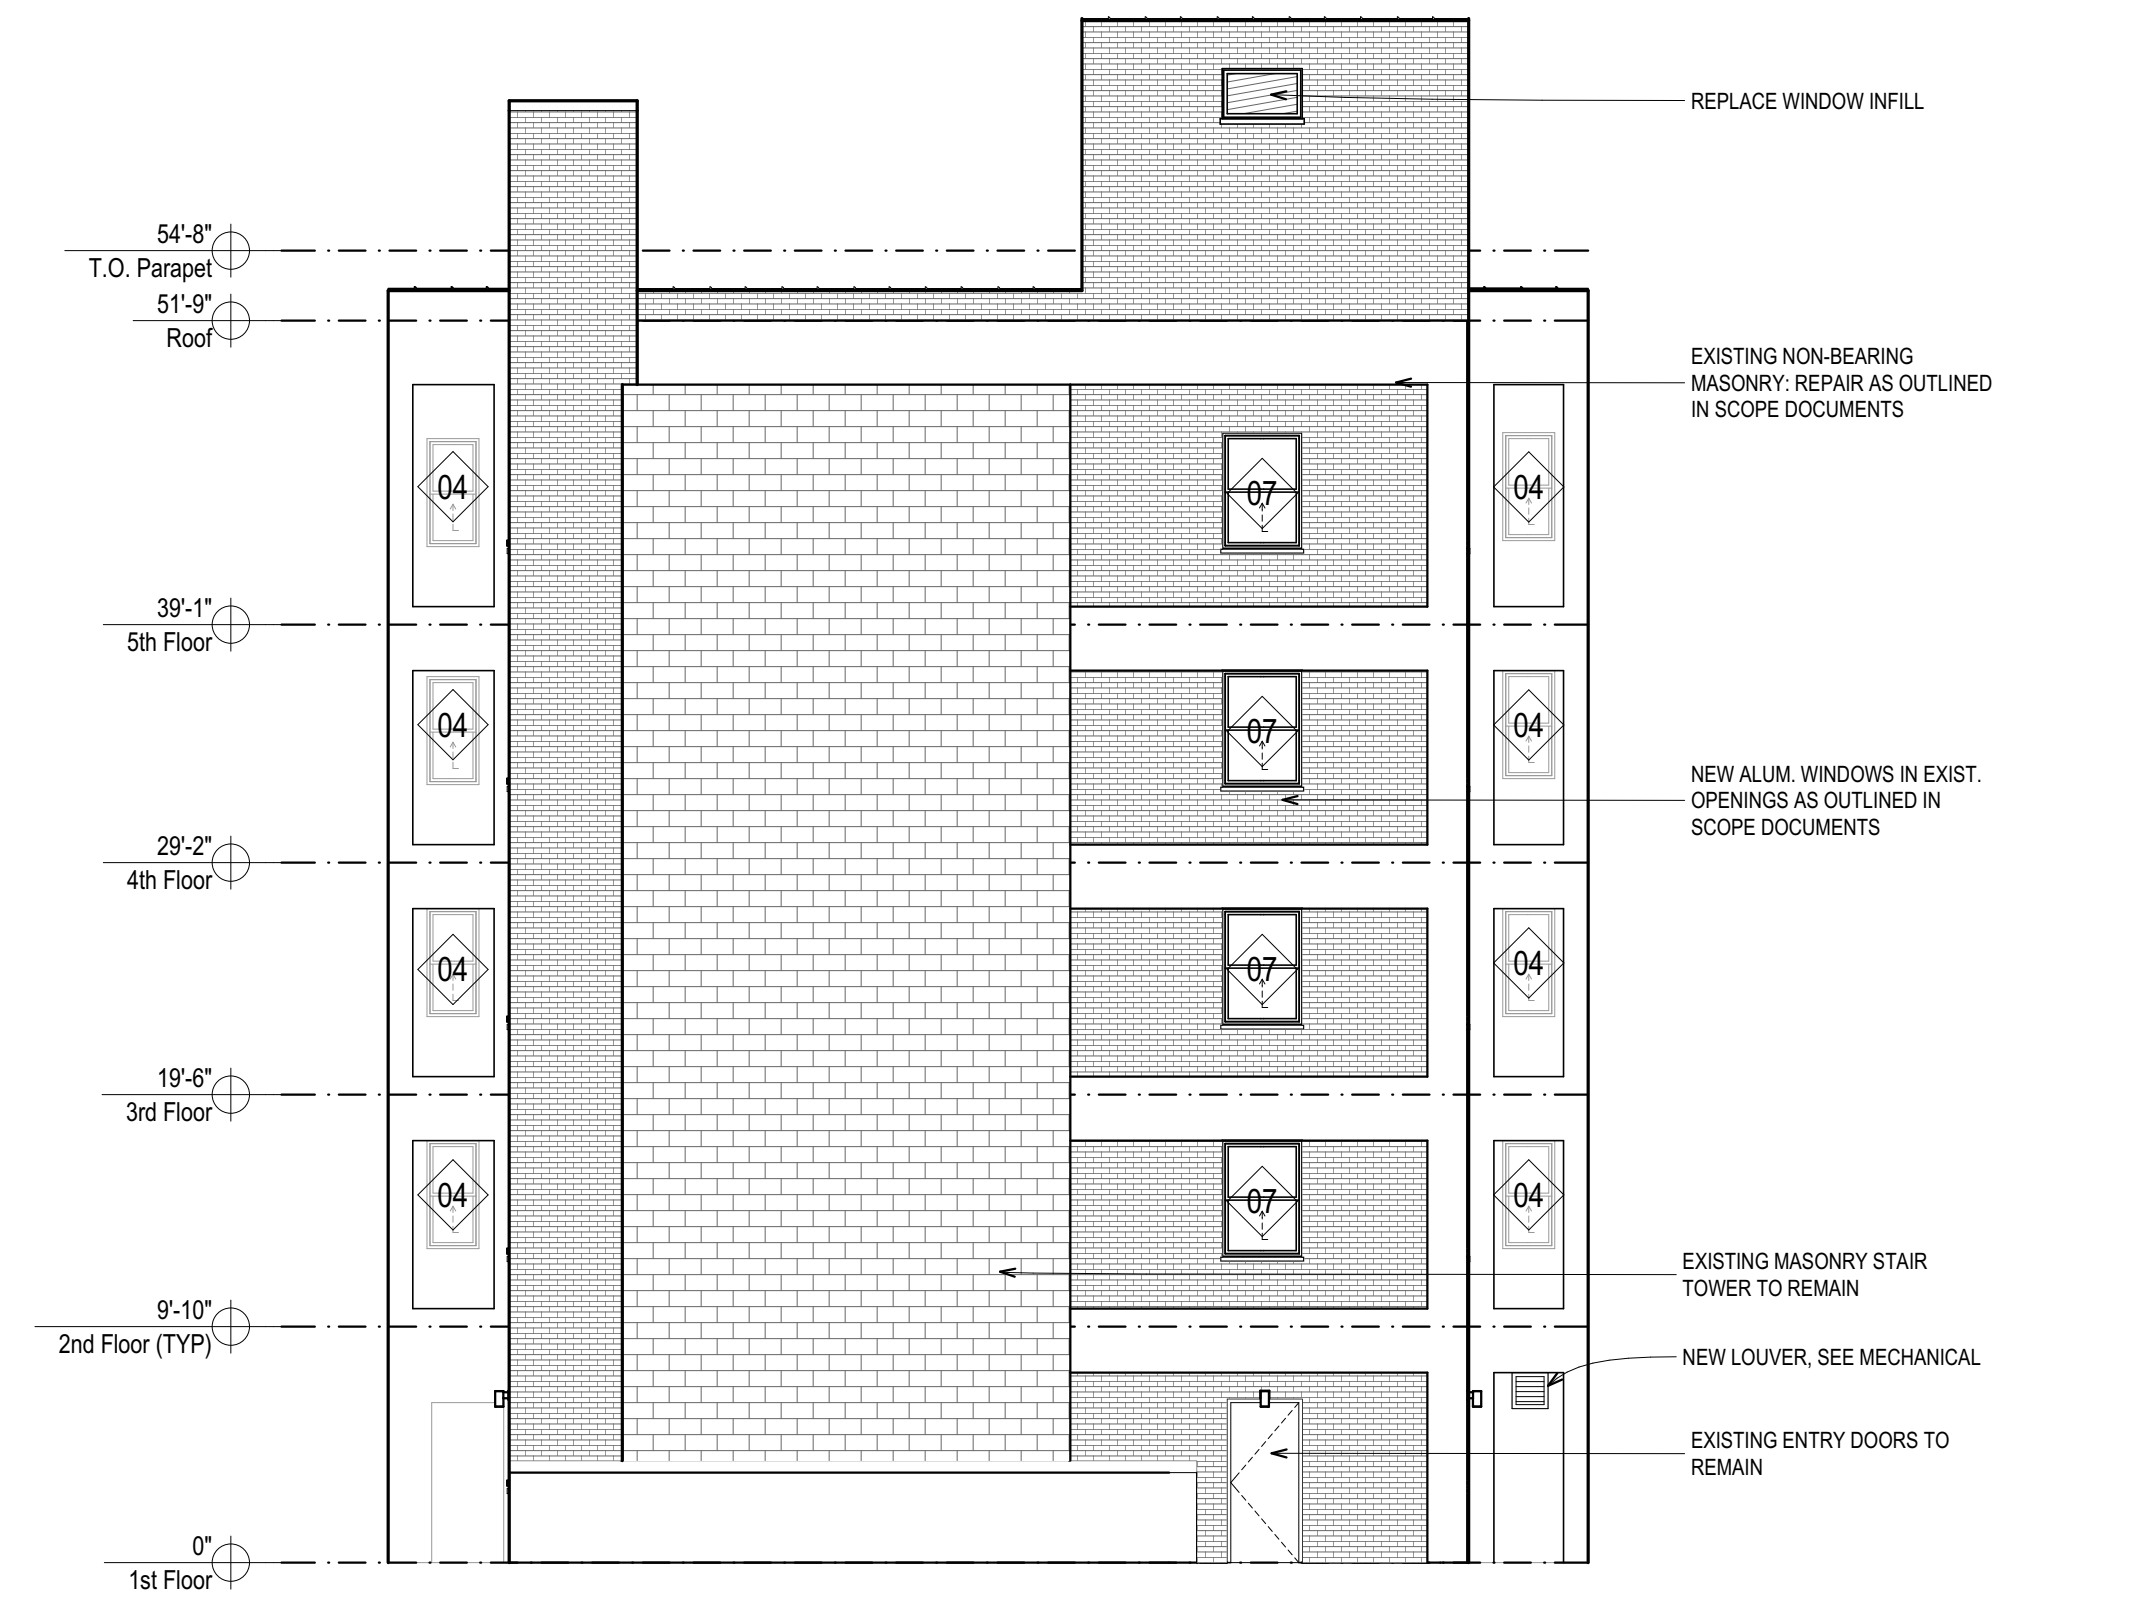 REPLACE WINDOW INFILL
54'-8"
T.O. Parapet
51'-9"
Roof
EXISTING NON-BEARING
MASONRY: REPAIR AS OUTLINED
IN SCOPE DOCUMENTS
04
07
04
39'-1"
5th Floor
04
07
04
NEW ALUM. WINDOWS IN EXIST.
OPENINGS AS OUTLINED IN
SCOPE DOCUMENTS
29'-2"
4th Floor
04
07
04
19'-6"
3rd Floor
04
07
04
EXISTING MASONRY STAIR
TOWER TO REMAIN
9'-10"
2nd Floor (TYP)
NEW LOUVER, SEE MECHANICAL
EXISTING ENTRY DOORS TO
REMAIN
0"
1st Floor